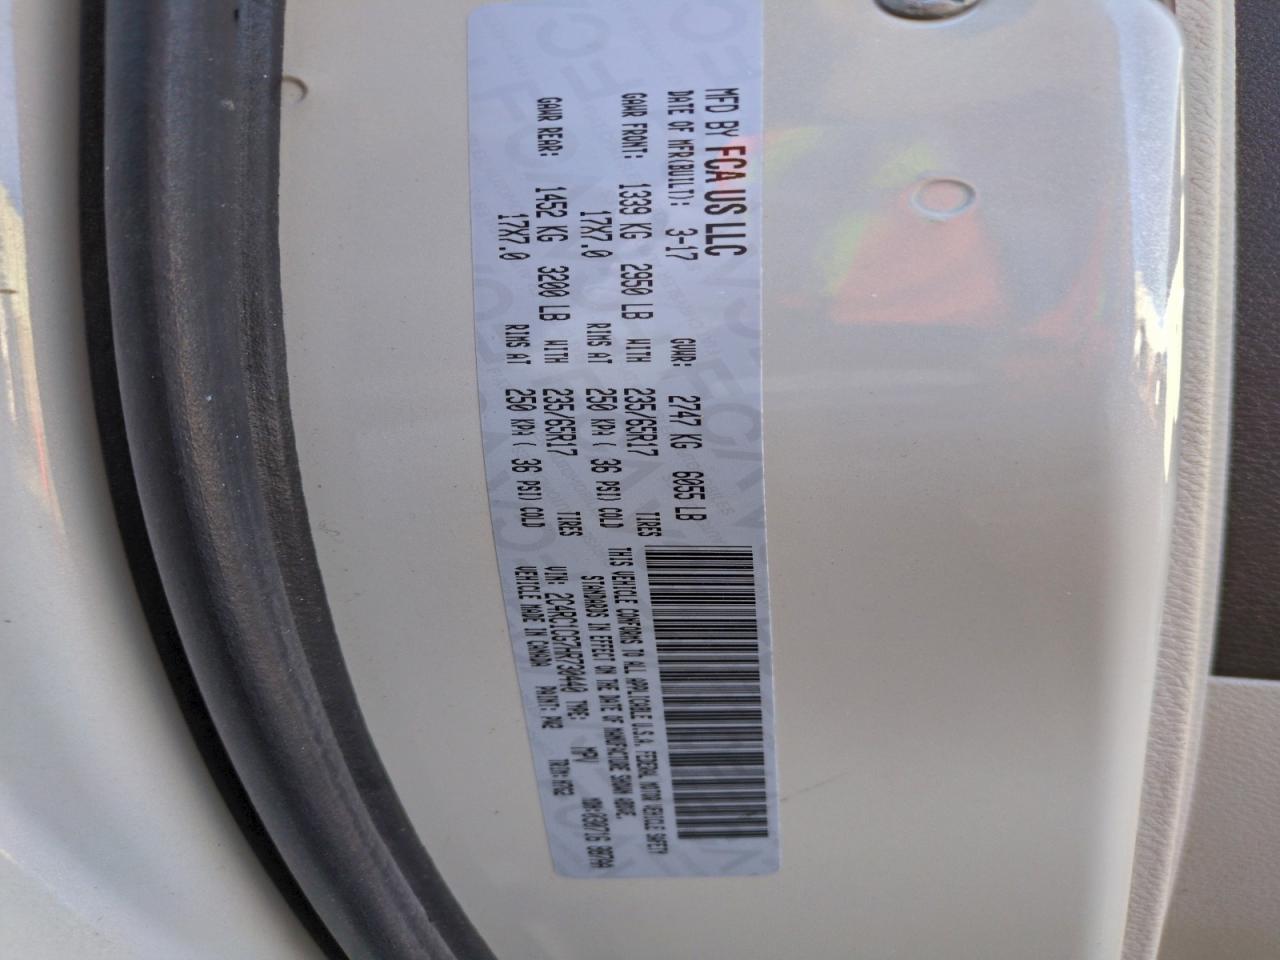 MFD BY FCA US LLC
DATE OF MFR(BUILT): 3-17 GVWR: 2747 KG 6055 LB
GAWR FRONT: 1339 KG 2950 LB WITH 235/65R17 TIRES
17X7.0 RIMS AT 250 KPA ( 36 PSI) COLD
GAWR REAR: 1452 KG 3200 LB WITH 235/65R17 TIRES
17X7.0 RIMS AT 250 KPA ( 36 PSI) COLD
THIS VEHICLE CONFORMS TO ALL APPLICABLE U.S.A. FEDERAL MOTOR VEHICLE SAFETY
STANDARDS IN EFFECT ON THE DATE OF MANUFACTURE SHOWN ABOVE.
VIN: TYPE: MPV
VEHICLE MADE IN CANADA PAINT: PW2 TRIM: